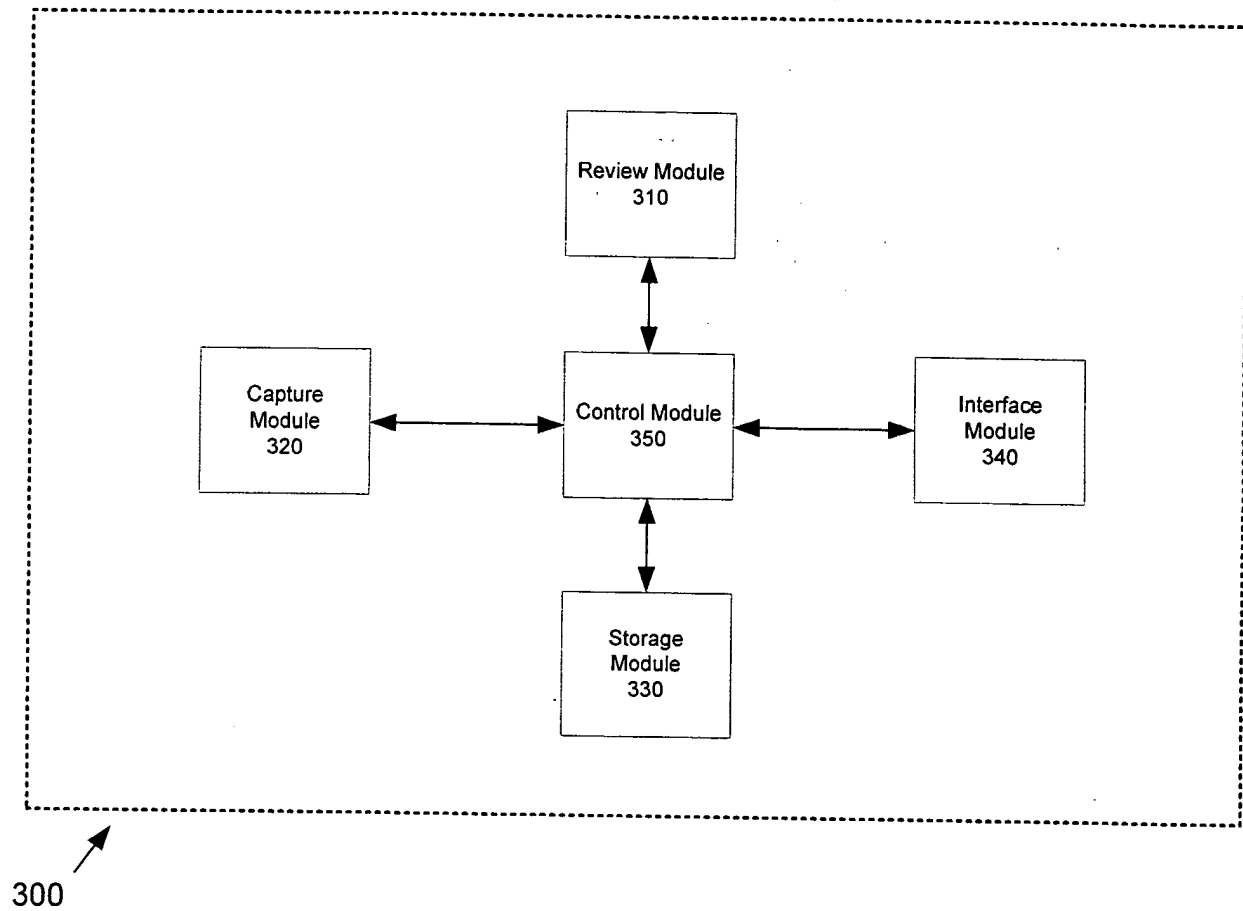 Review Module
310
Capture
Module
320
Control Module
350
Interface
Module
340
Storage
Module
330
300